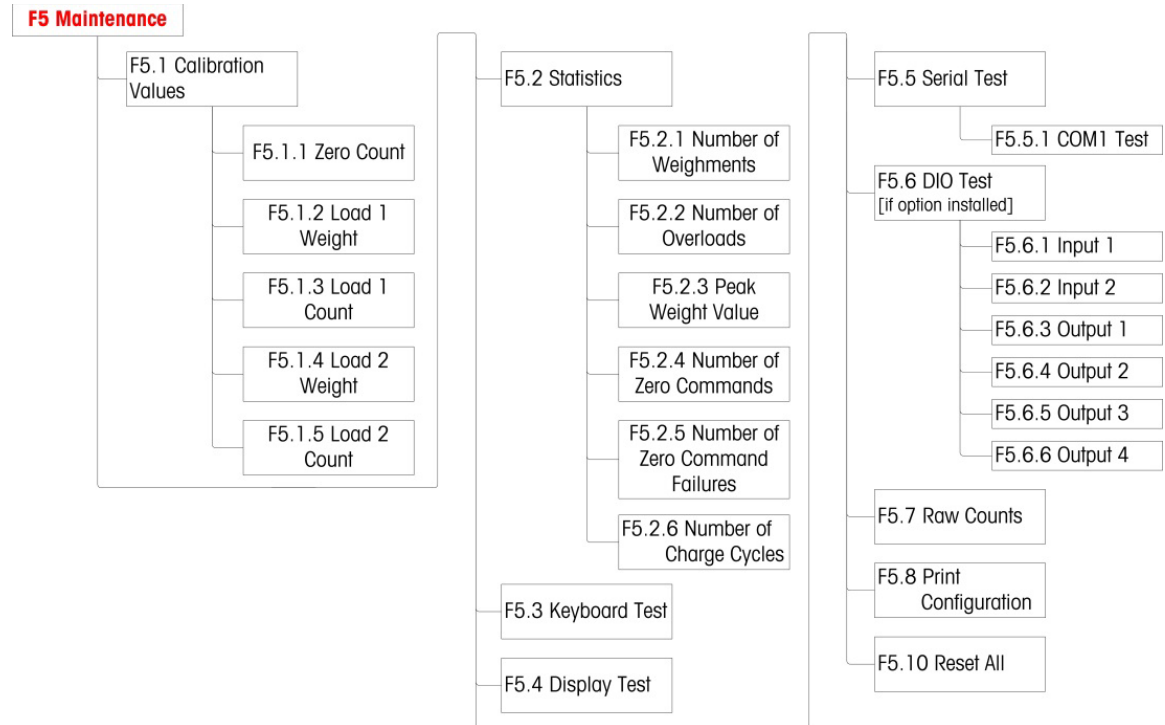 F5 Maintenance
F5.1 Calibration
Values
F5.1.1 Zero Count
F5.1.2 Load 1
Weight
F5.1.3 Load 1
Count
F5.1.4 Load 2
Weight
F5.1.5 Load 2
Count
F5.2 Statistics
F5.2.1 Number of
Weighments
F5.2.2 Number of
Overloads
F5.2.3 Peak
Weight Value
F5.2.4 Number of
Zero Commands
F5.2.5 Number of
Zero Command
Failures
F5.2.6 Number of
Charge Cycles
F5.3 Keyboard Test
F5.4 Display Test
F5.5 Serial Test
F5.5.1 COM1 Test
F5.6 DIO Test
[if option installed]
F5.6.1 Input 1
F5.6.2 Input 2
F5.6.3 Output 1
F5.6.4 Output 2
F5.6.5 Output 3
F5.6.6 Output 4
F5.7 Raw Counts
F5.8 Print
Configuration
F5.10 Reset All